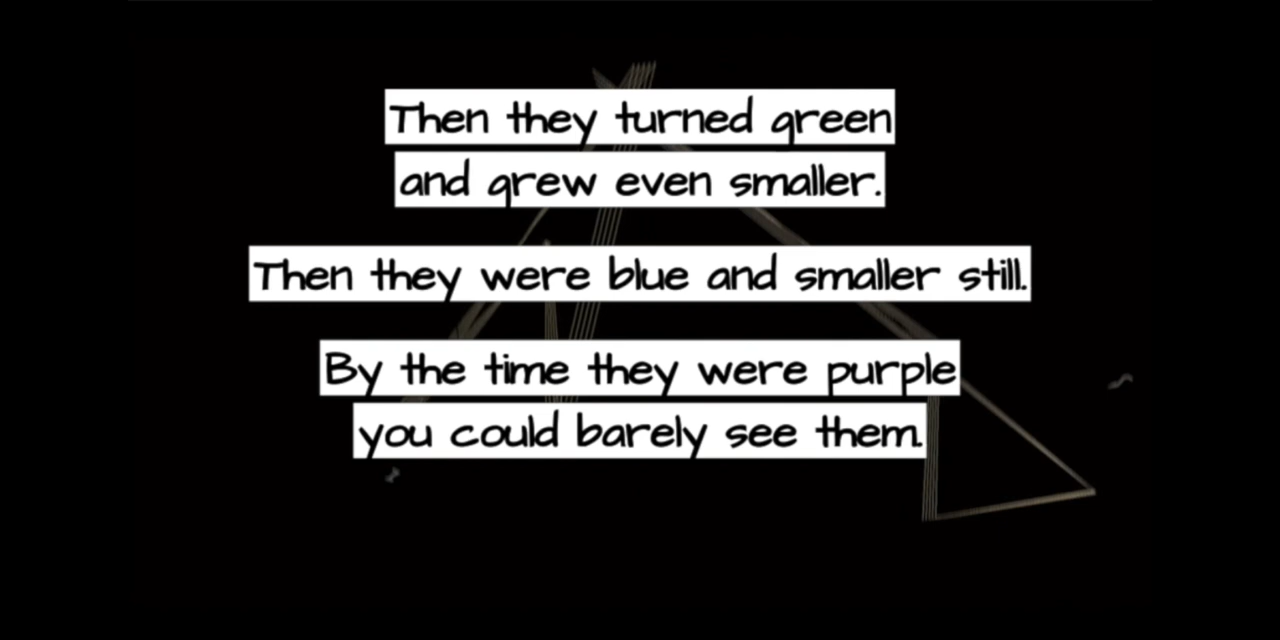 Then they turned green
and grew even smaller.
Then they were blue and smaller still.
By the time they were purple
you could barely see them.